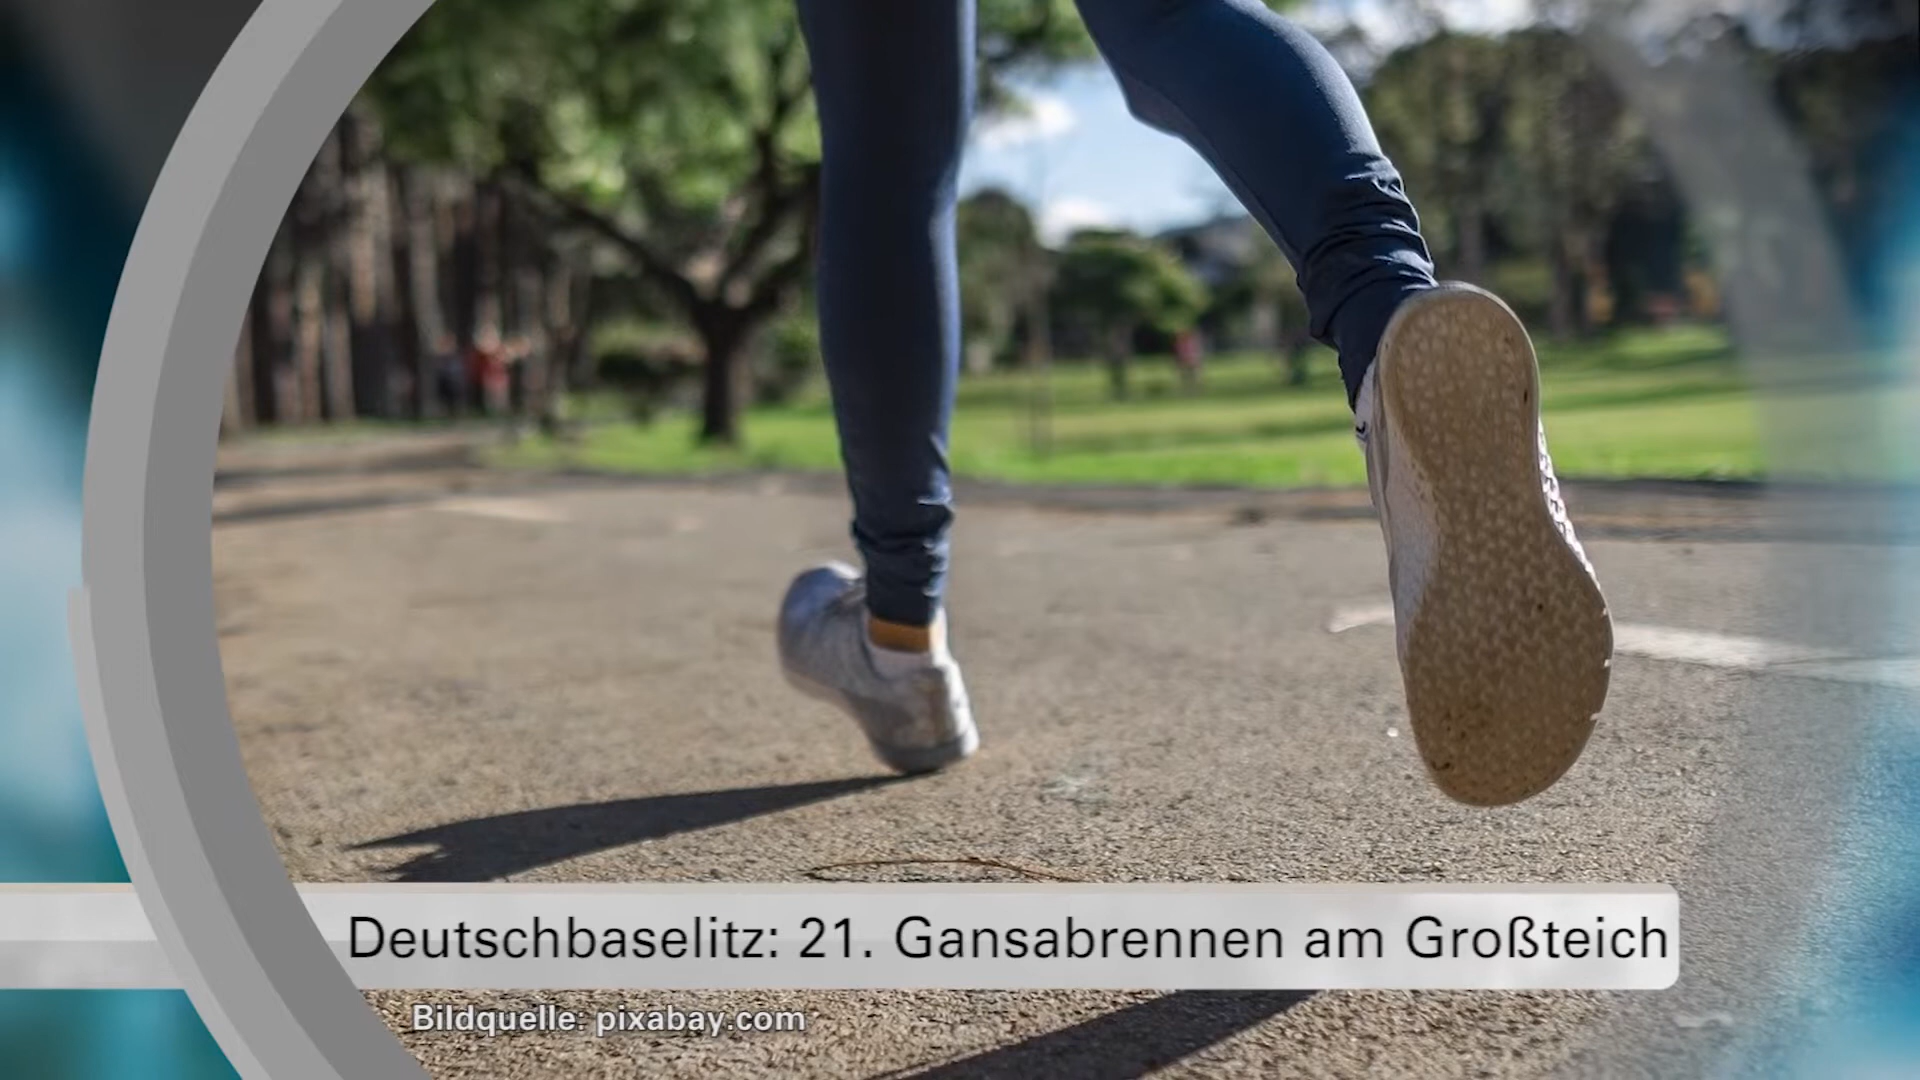 Deutschbaselitz: 21. Gansabrennen am Großteich
Bildquelle: pixabay.com